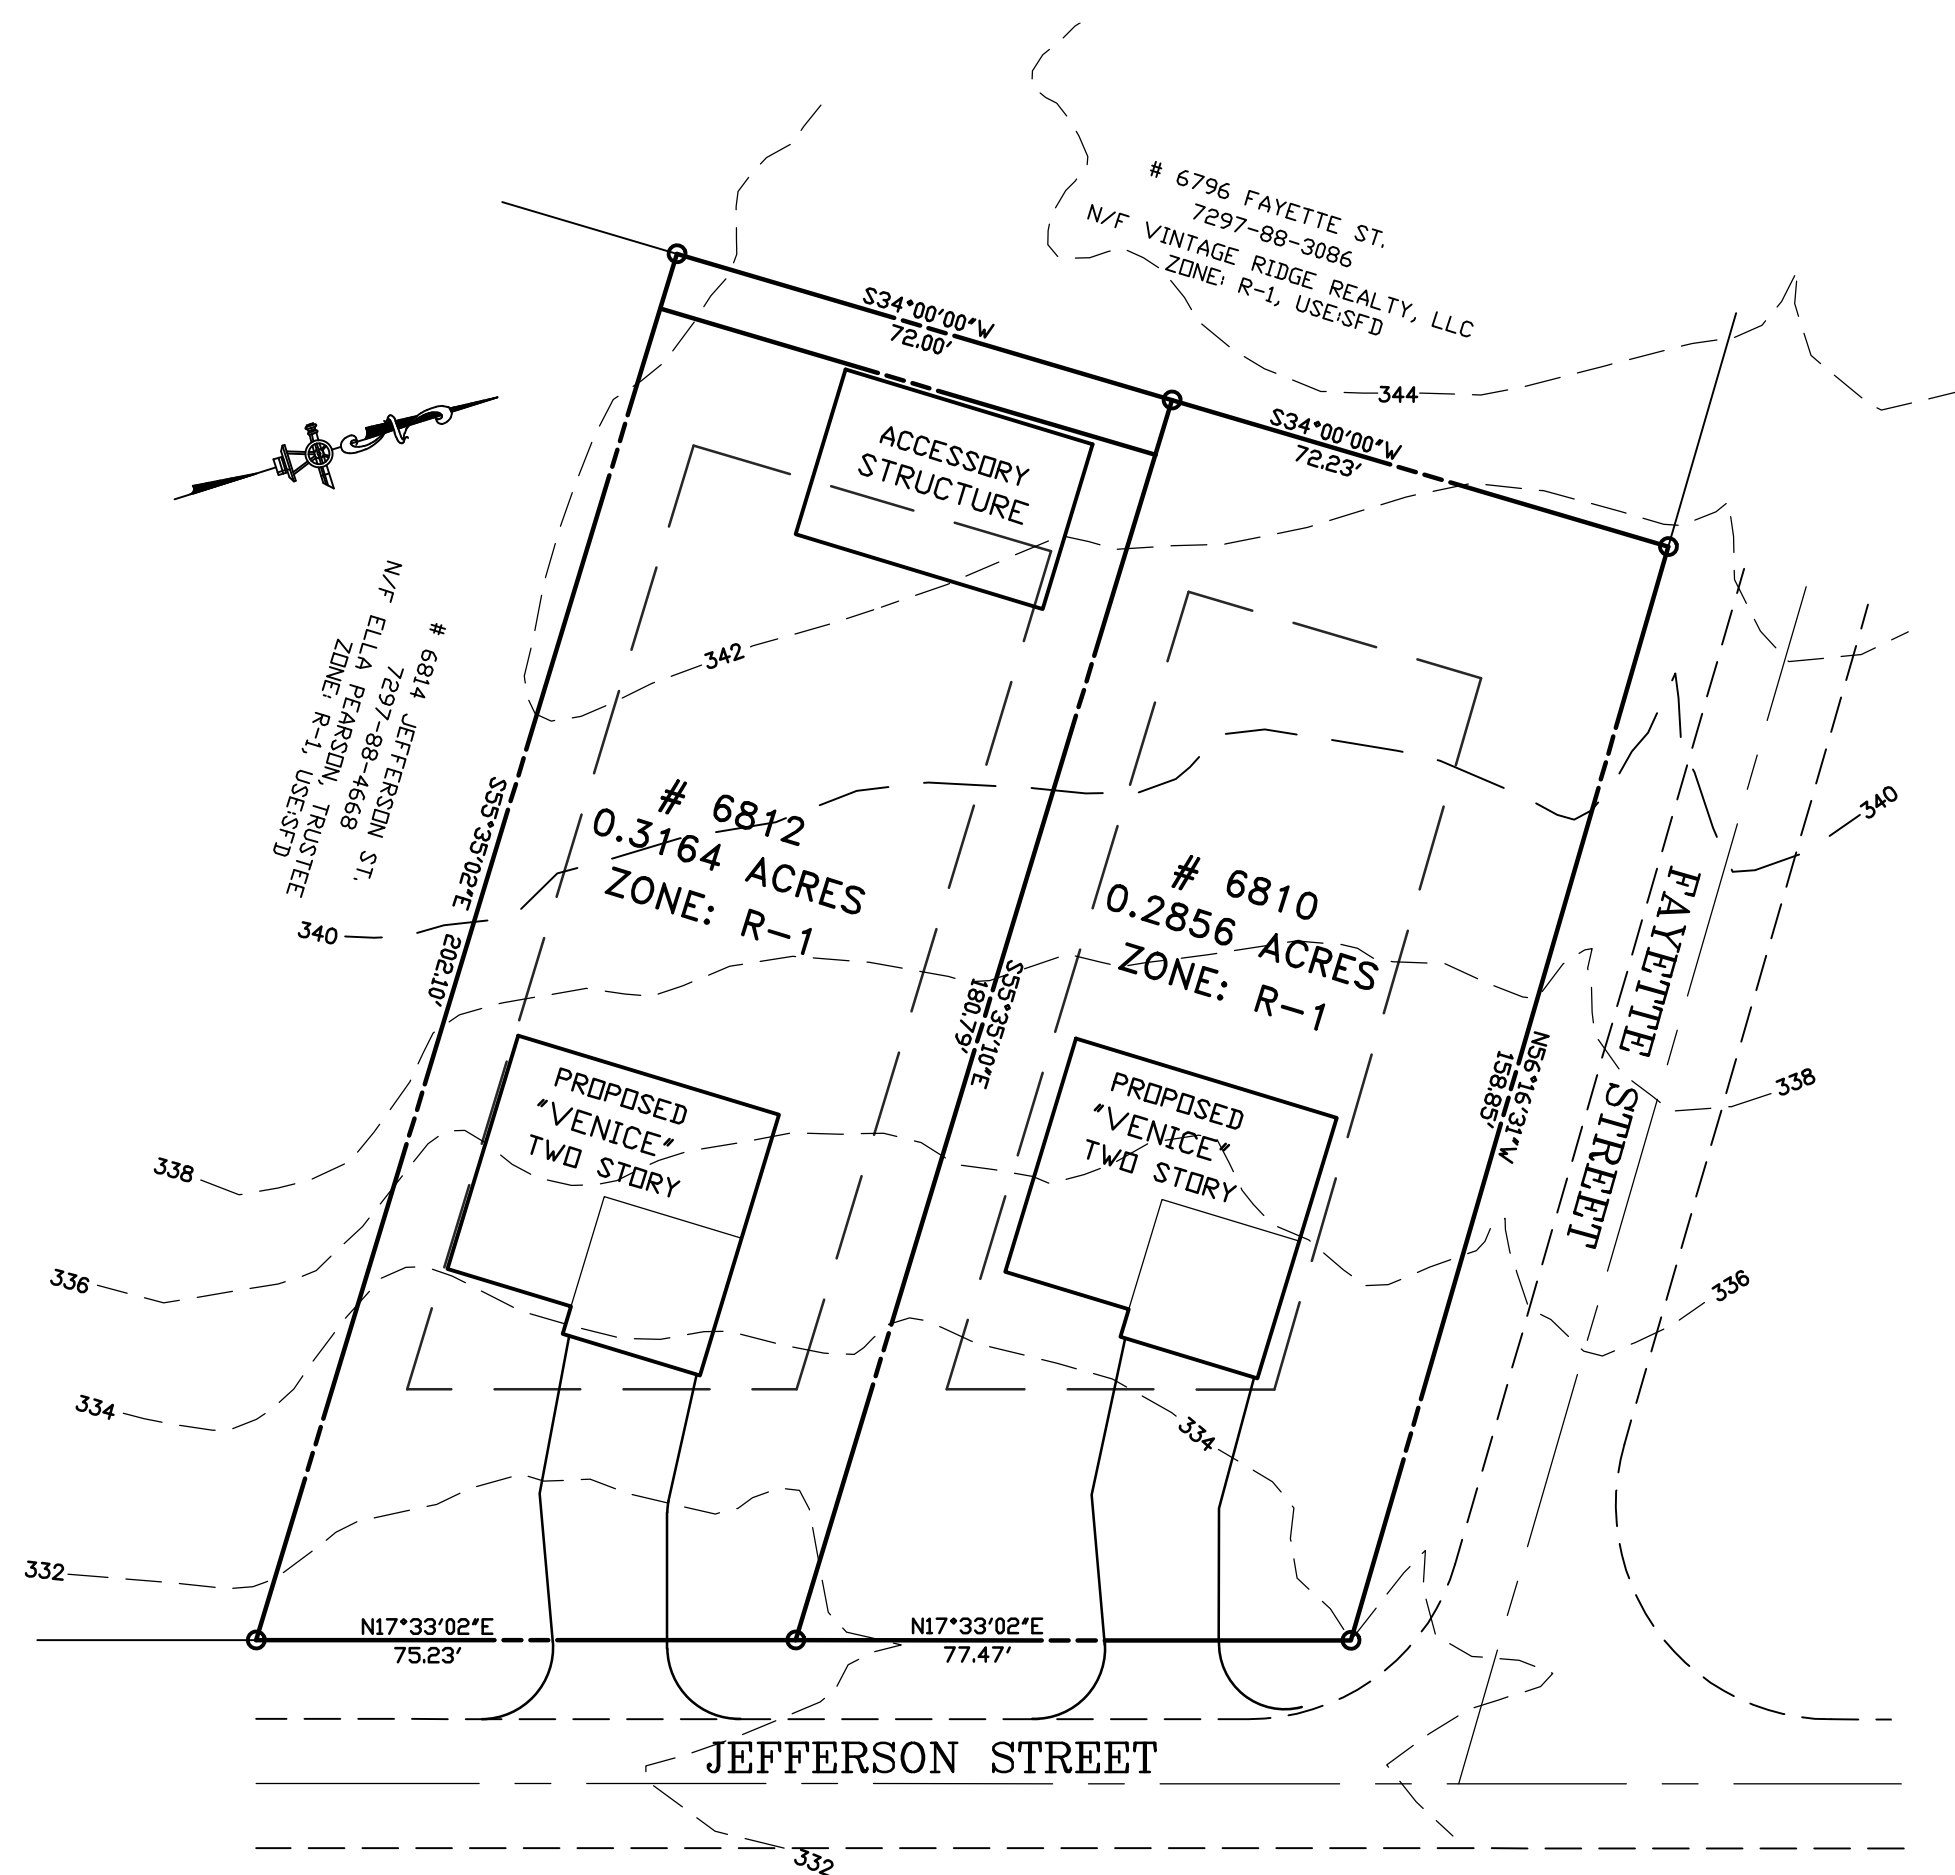 # 6796 FAYETTE ST.
7297-88-3086
N/F VINTAGE RIDGE REALTY, LLC
ZONE: R-1, USE:SFD
S34°00'00"W
72.00'
S34°00'00"W
72.23'
344
ACCESSORY
STRUCTURE
# 6814 JEFFERSON ST.
7297-88-4668
N/F ELLA PEARSON, TRUSTEE
ZONE: R-1, USE:SFD
342
S55°35'02"E
202.10'
# 6812
0.3164 ACRES
ZONE: R-1
# 6810
0.2856 ACRES
ZONE: R-1
340
340
S55°35'10"E
180.79'
N56°16'31"W
158.85'
FAYETTE STREET
PROPOSED
"VENICE"
TWO STORY
PROPOSED
"VENICE"
TWO STORY
338
338
336
336
334
334
332
N17°33'02"E
75.23'
N17°33'02"E
77.47'
JEFFERSON STREET
332